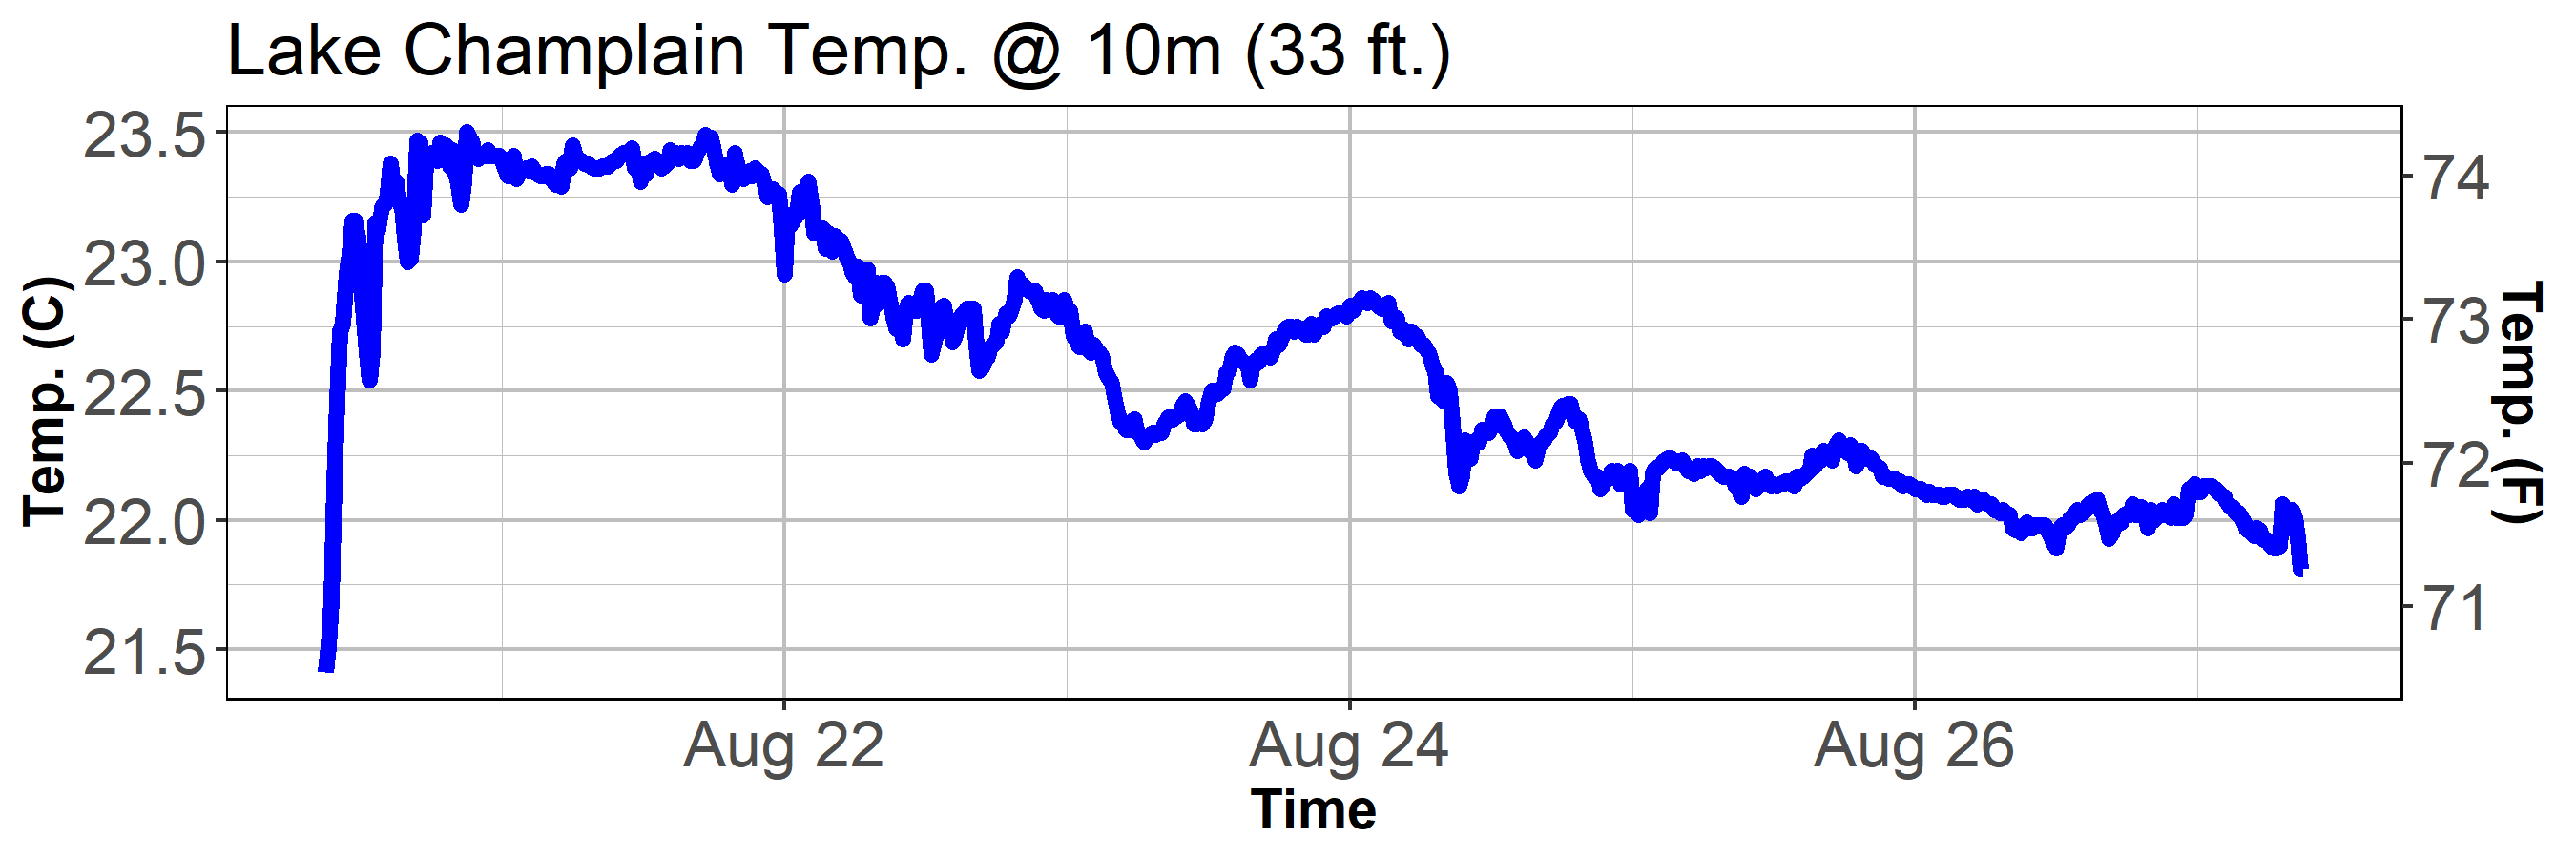 Lake Champlain Temp. @ 10m (33 ft.)
Temp. (C)
23.5
23.0
22.5
22.0
21.5
74
73
72
71
Temp. (F)
Aug 22
Aug 24
Aug 26
Time